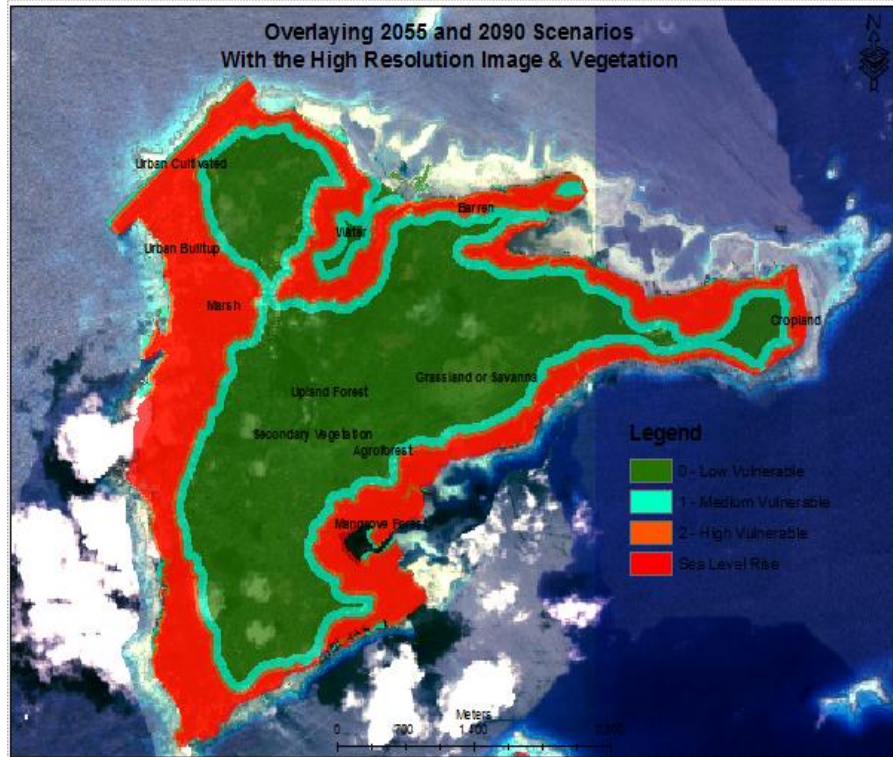 Overlaying 2055 and 2090 Scenarios
With the High Resolution Image & Vegetation
N
Urban Cultivated
Barren
Water
Urban Builtup
Marsh
Cropland
Grassland or Savanna
Upland Forest
Secondary Vegetation
Agroforest
Mangrove Forest
Legend
0 - Low Vulnerable
1 - Medium Vulnerable
2 - High Vulnerable
Sea Level Rise
Meters
0 700 1,400